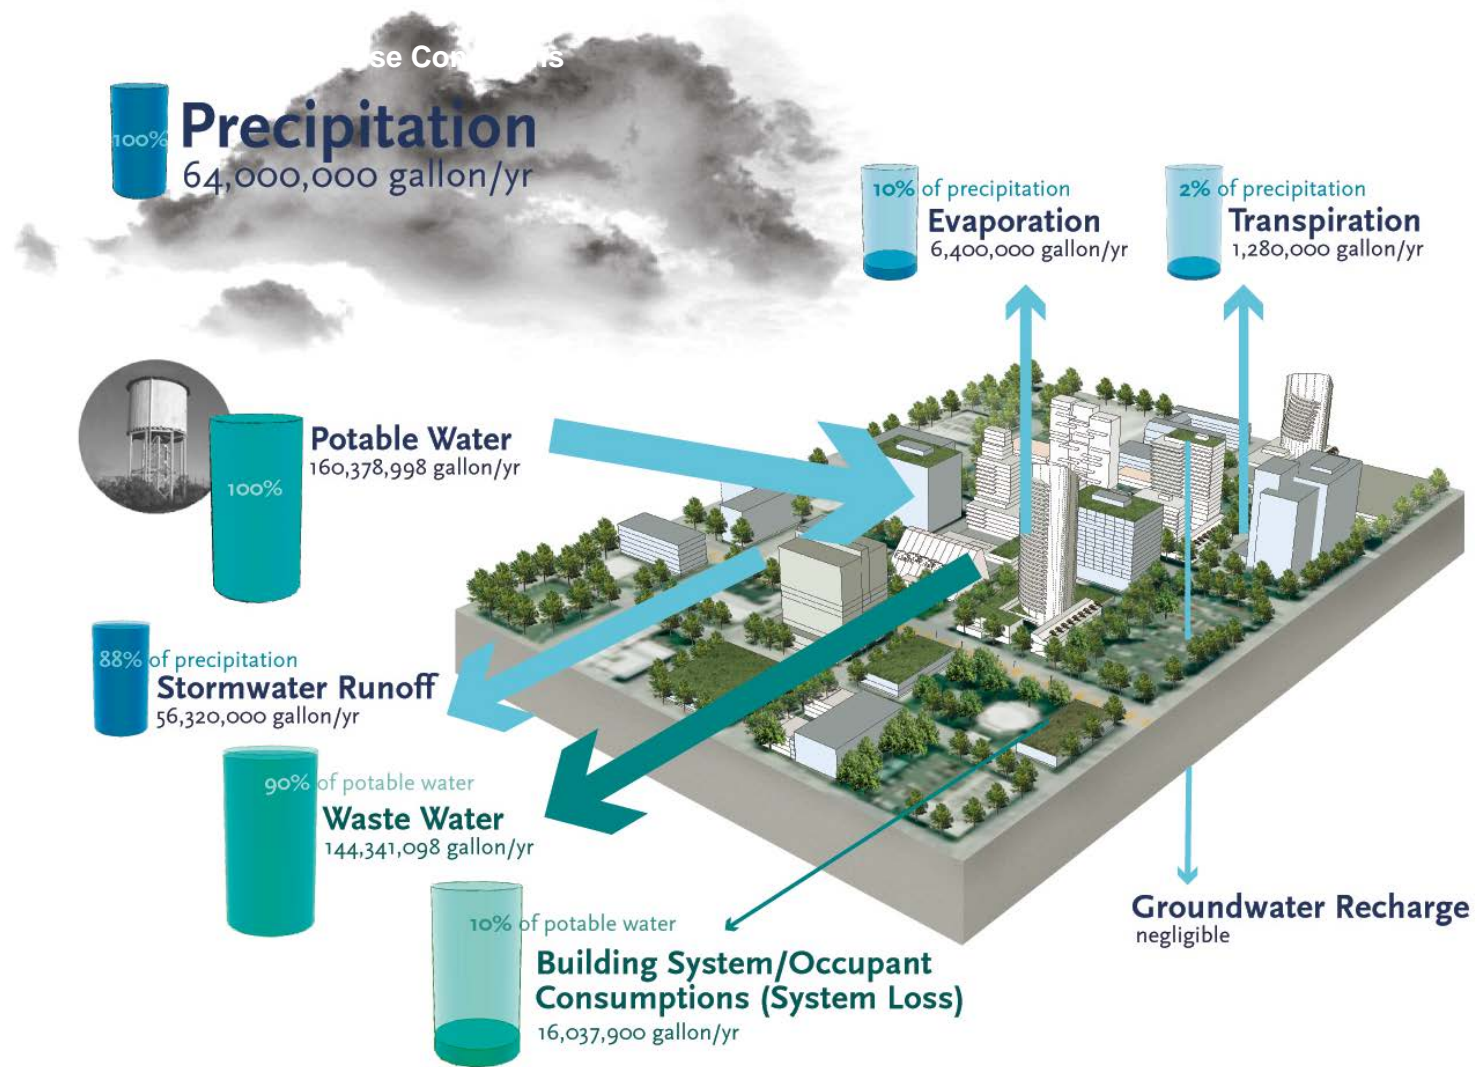 100%
Precipitation
64,000,000 gallon/yr
10% of precipitation
Evaporation
6,400,000 gallon/yr
2% of precipitation
Transpiration
1,280,000 gallon/yr
100%
Potable Water
160,378,998 gallon/yr
88% of precipitation
Stormwater Runoff
56,320,000 gallon/yr
90% of potable water
Waste Water
144,341,098 gallon/yr
10% of potable water
Building System/Occupant
Consumptions (System Loss)
16,037,900 gallon/yr
Groundwater Recharge
negligible